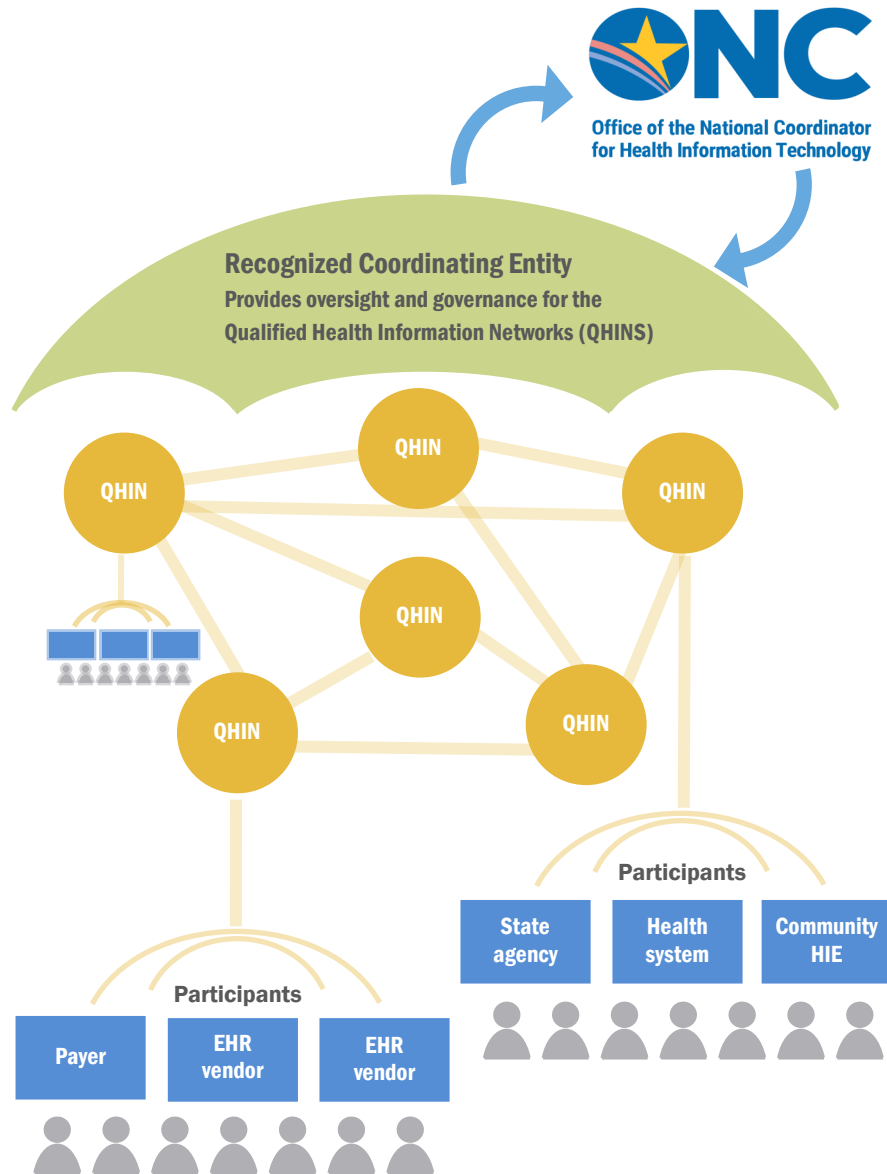 ONC
Office of the National Coordinator
for Health Information Technology
Recognized Coordinating Entity
Provides oversight and governance for the
Qualified Health Information Networks (QHINS)
QHIN
QHIN
QHIN
QHIN
QHIN
QHIN
Participants
State
agency
Health
system
Community
HIE
Participants
Payer
EHR
vendor
EHR
vendor